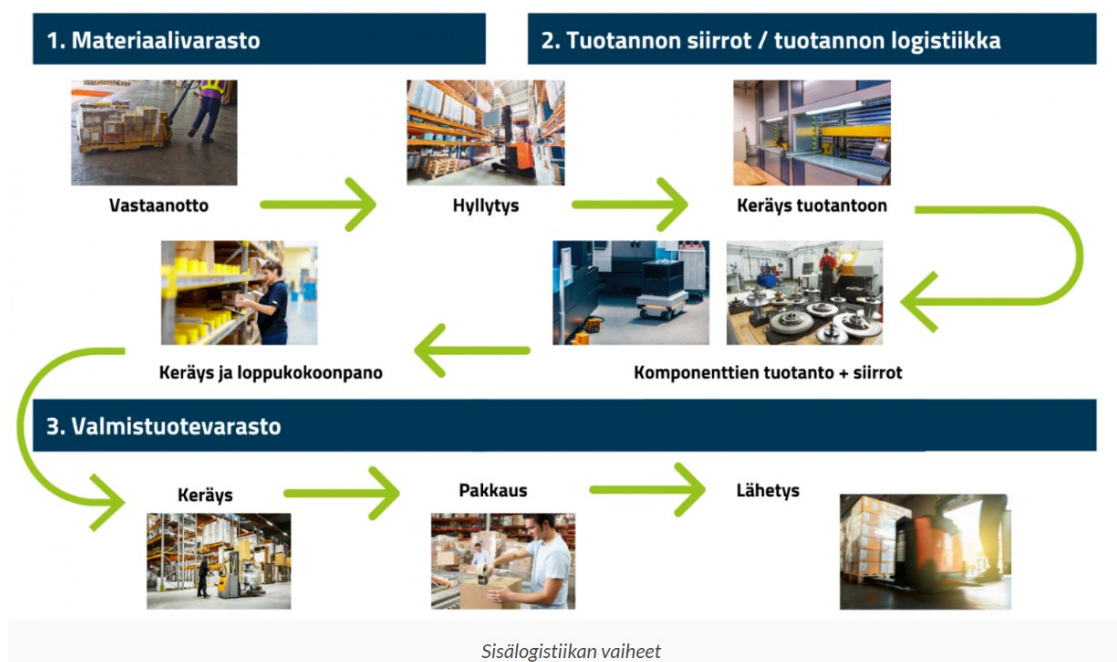 1. Materiaalivarasto
2. Tuotannon siirrot / tuotannon logistiikka
Vastaanotto
Hyllytys
Keräys tuotantoon
Keräys ja loppukokoonpano
Komponenttien tuotanto + siirrot
3. Valmistuotevarasto
Keräys
Pakkaus
Lähetys
Sisälogistiikan vaiheet